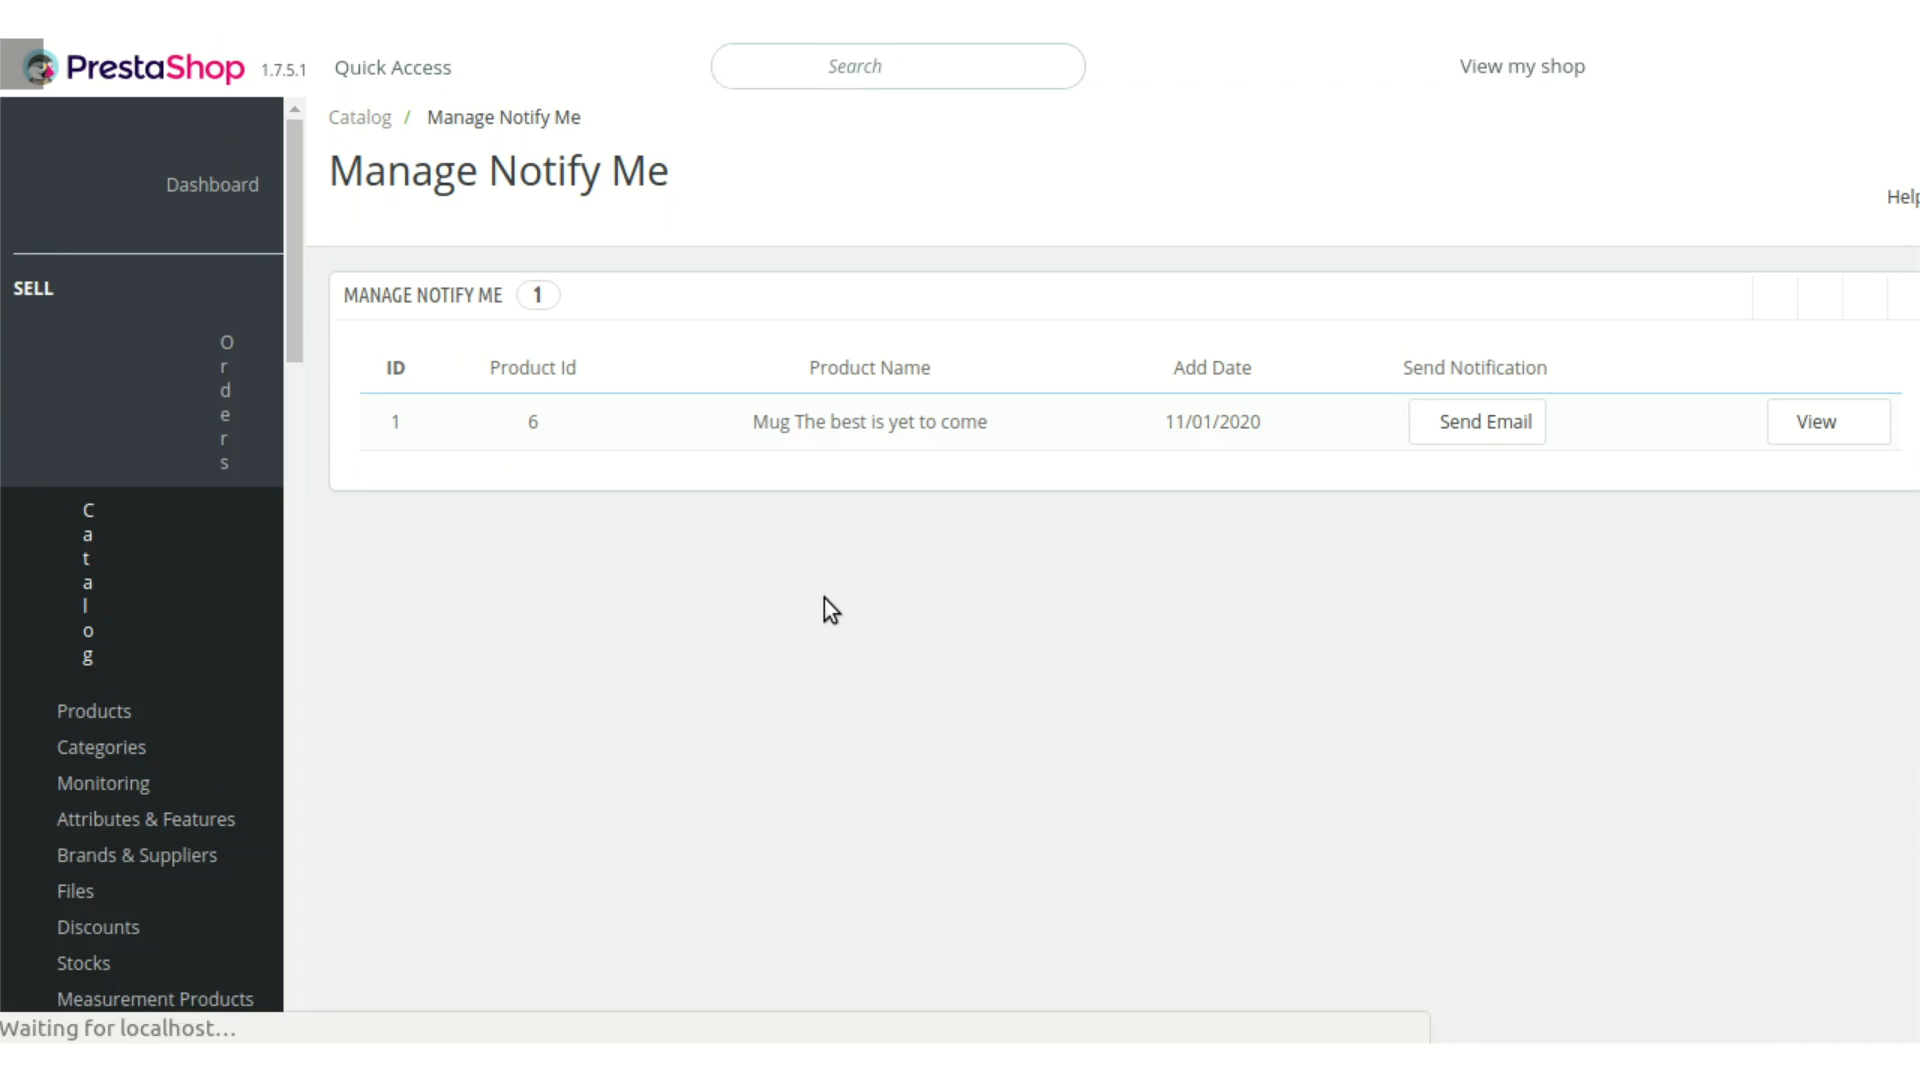 PrestaShop 1.7.5.1 Quick Access Search View my shop
Catalog / Manage Notify Me
Manage Notify Me
Help
Dashboard
SELL
Orders
Catalog
Products
Categories
Monitoring
Attributes & Features
Brands & Suppliers
Files
Discounts
Stocks
Measurement Products
MANAGE NOTIFY ME 1
ID Product Id Product Name Add Date Send Notification
1 6 Mug The best is yet to come 11/01/2020 Send Email View
Waiting for localhost...